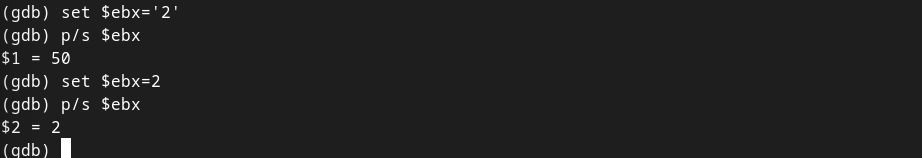 (gdb) set $ebx='2'
(gdb) p/s $ebx
$1 = 50
(gdb) set $ebx=2
(gdb) p/s $ebx
$2 = 2
(gdb)